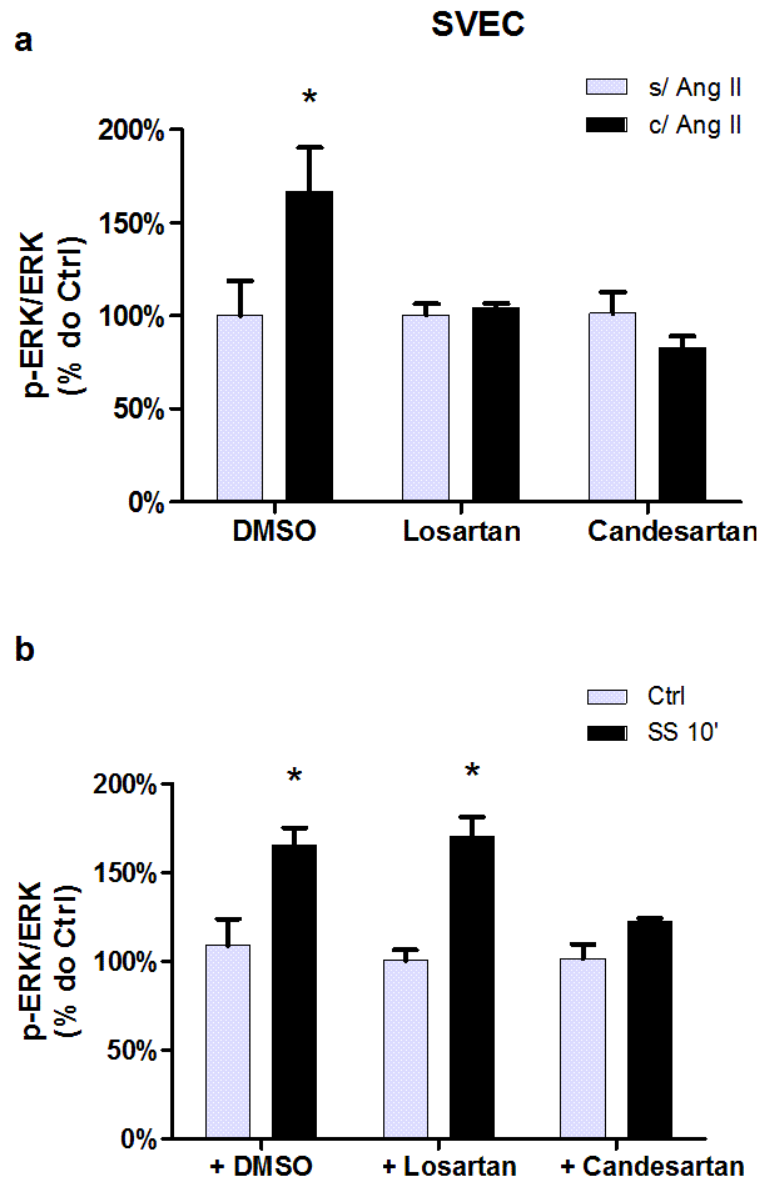 SVEC
a
s/ Ang II
c/ Ang II
*
200%
150%
100%
50%
0%
p-ERK/ERK
(% do Ctrl)
DMSO Losartan Candesartan
b
Ctrl
SS 10'
* *
200%
150%
100%
50%
0%
p-ERK/ERK
(% do Ctrl)
+ DMSO + Losartan + Candesartan